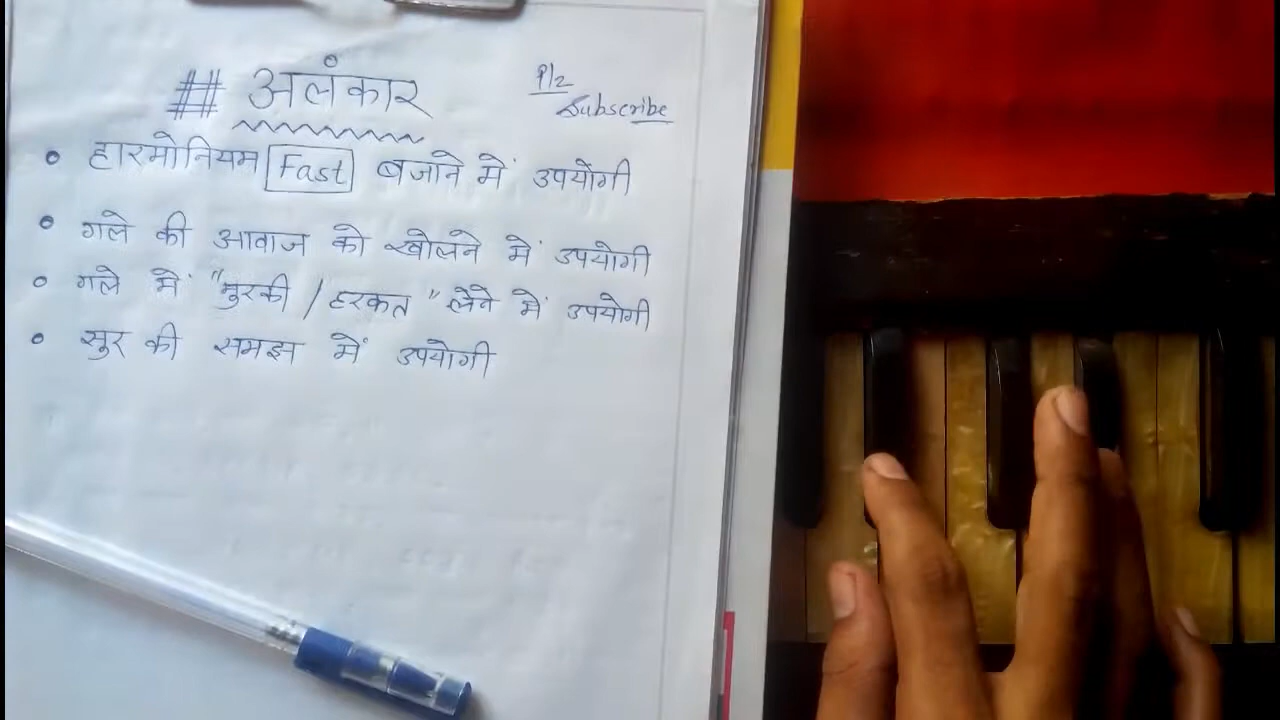 ## अलंकार
Plz
Subscribe
• हारमोनियम Fast बजाने में उपयोगी
• गले की आवाज को खोलने में उपयोगी
• गले में "मुरकी / हरकत" लेने में उपयोगी
• सुर की समझ में उपयोगी